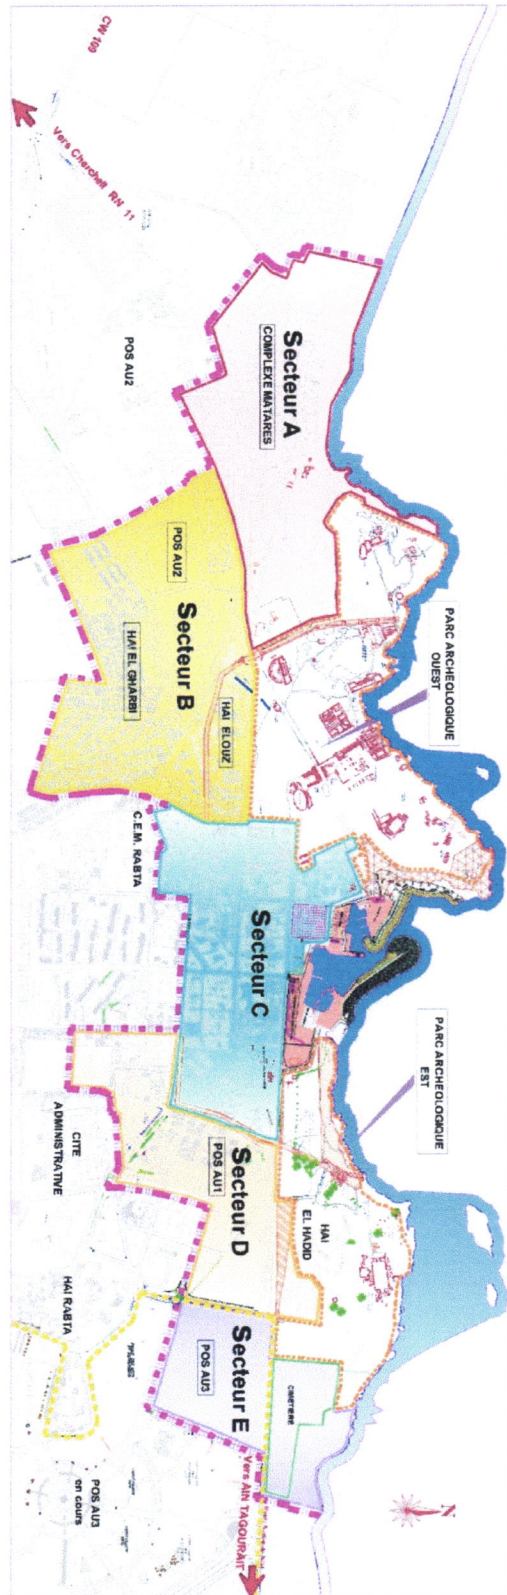 CW 109
Vers Cherchell RN 11
POS AU2
Secteur A
COMPLEXE MATARES
POS AU2
Secteur B
HAI EL GHARBI
HAI ELOUZ
PARC ARCHEOLOGIQUE
OUEST
C.E.M. RABTA
Secteur C
PARC ARCHEOLOGIQUE
EST
CITE
ADMINISTRATIVE
Secteur D
POS AU1
HAI
EL HADID
HAI RABTA
Secteur E
POS AU3
CIMETIERE
POS AU3
en cours
Vers AIn TAGOURAIT
N